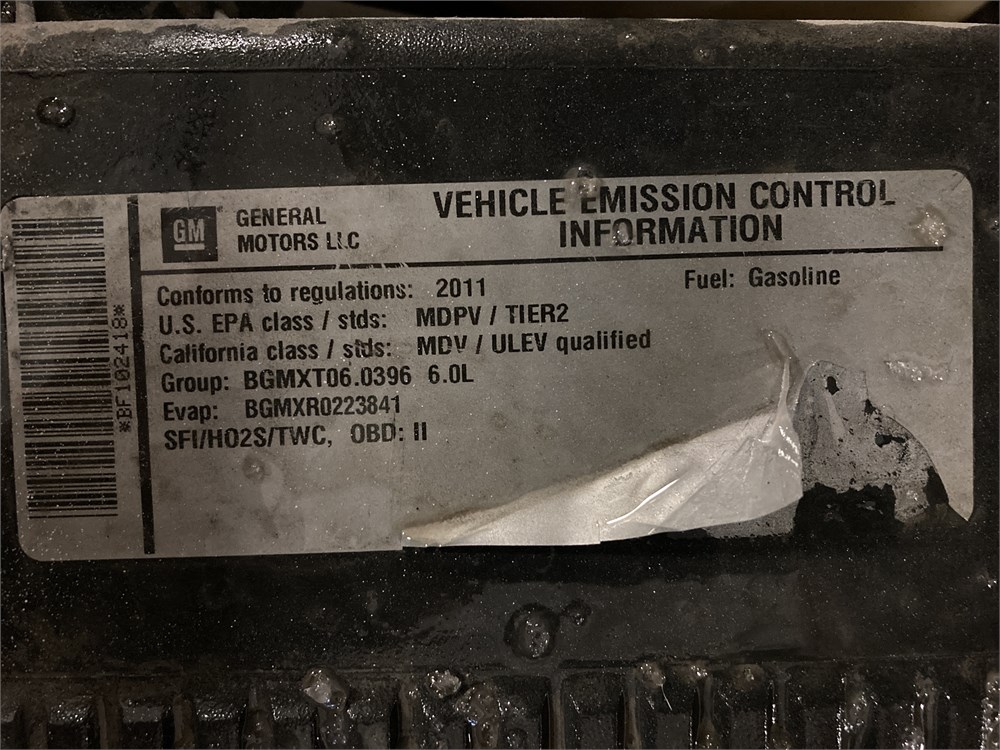 *BF102418*
GM
GENERAL
MOTORS LLC
VEHICLE EMISSION CONTROL
INFORMATION
Conforms to regulations: 2011
Fuel: Gasoline
U.S. EPA class / stds: MDPV / TIER2
California class / stds: MDV / ULEV qualified
Group: BGMXT06.0396 6.0L
Evap: BGMXR0223841
SFI/HO2S/TWC, OBD: II